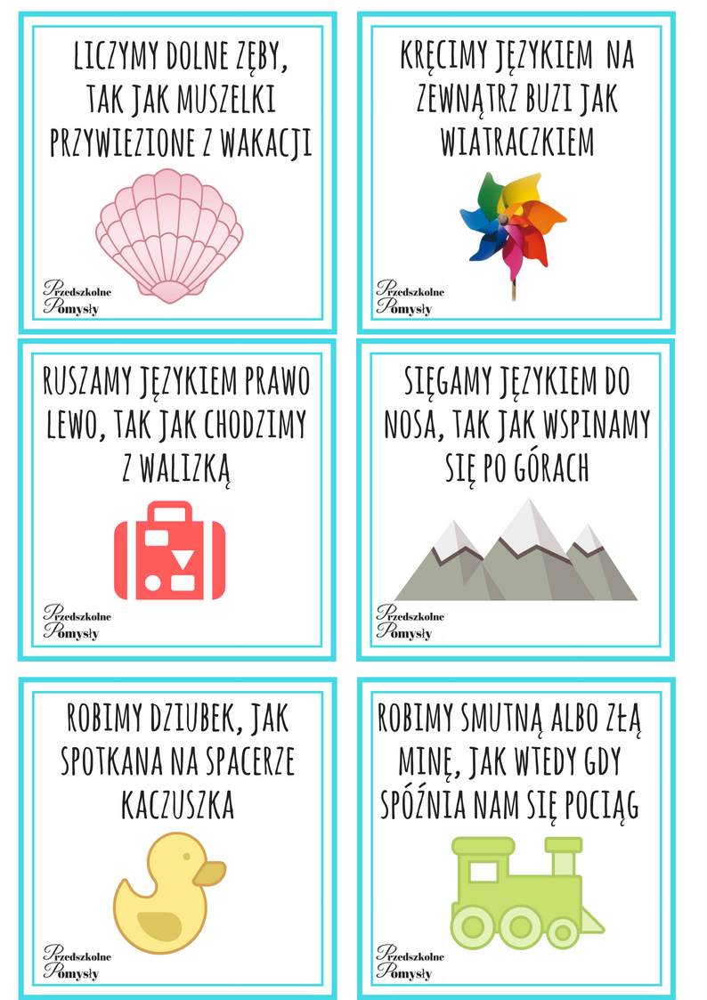 LICZYMY DOLNE ZĘBY,
TAK JAK MUSZELKI
PRZYWIEZIONE Z WAKACJI
Przedszkolne
Pomysły
KRĘCIMY JĘZYKIEM NA
ZEWNĄTRZ BUZI JAK
WIATRACZKIEM
Przedszkolne
Pomysły
RUSZAMY JĘZYKIEM PRAWO
LEWO, TAK JAK CHODZIMY
Z WALIZKĄ
Przedszkolne
Pomysły
SIĘGAMY JĘZYKIEM DO
NOSA, TAK JAK WSPINAMY
SIĘ PO GÓRACH
Przedszkolne
Pomysły
ROBIMY DZIUBEK, JAK
SPOTKANA NA SPACERZE
KACZUSZKA
Przedszkolne
Pomysły
ROBIMY SMUTNĄ ALBO ZŁĄ
MINĘ, JAK WTEDY GDY
SPÓŹNIA NAM SIĘ POCIĄG
Przedszkolne
Pomysły